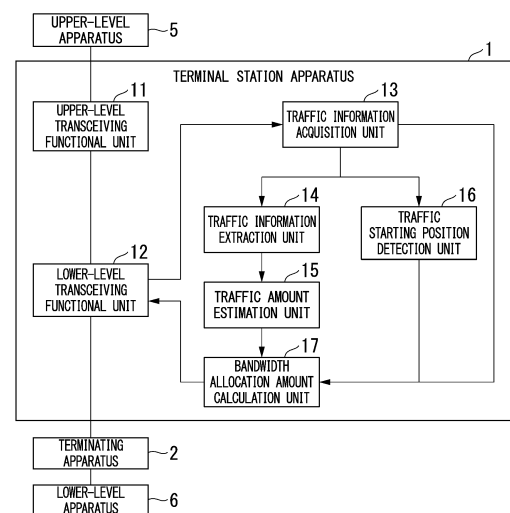 UPPER-LEVEL
APPARATUS
5
1
TERMINAL STATION APPARATUS
11
UPPER-LEVEL
TRANSCEIVING
FUNCTIONAL UNIT
13
TRAFFIC INFORMATION
ACQUISITION UNIT
14
TRAFFIC INFORMATION
EXTRACTION UNIT
16
TRAFFIC
STARTING POSITION
DETECTION UNIT
12
LOWER-LEVEL
TRANSCEIVING
FUNCTIONAL UNIT
15
TRAFFIC AMOUNT
ESTIMATION UNIT
17
BANDWIDTH
ALLOCATION AMOUNT
CALCULATION UNIT
TERMINATING
APPARATUS
2
LOWER-LEVEL
APPARATUS
6